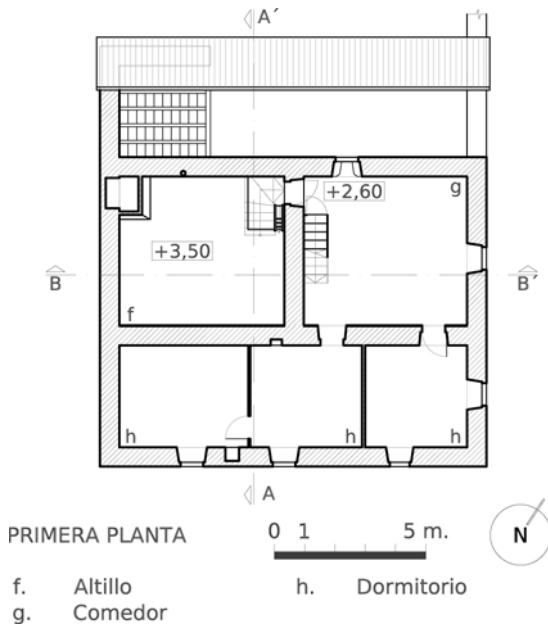 A´
+2,60
g
+3,50
B
B´
f
h
h
h
A
PRIMERA PLANTA
0 1 5 m.
N
f. Altillo
h. Dormitorio
g. Comedor